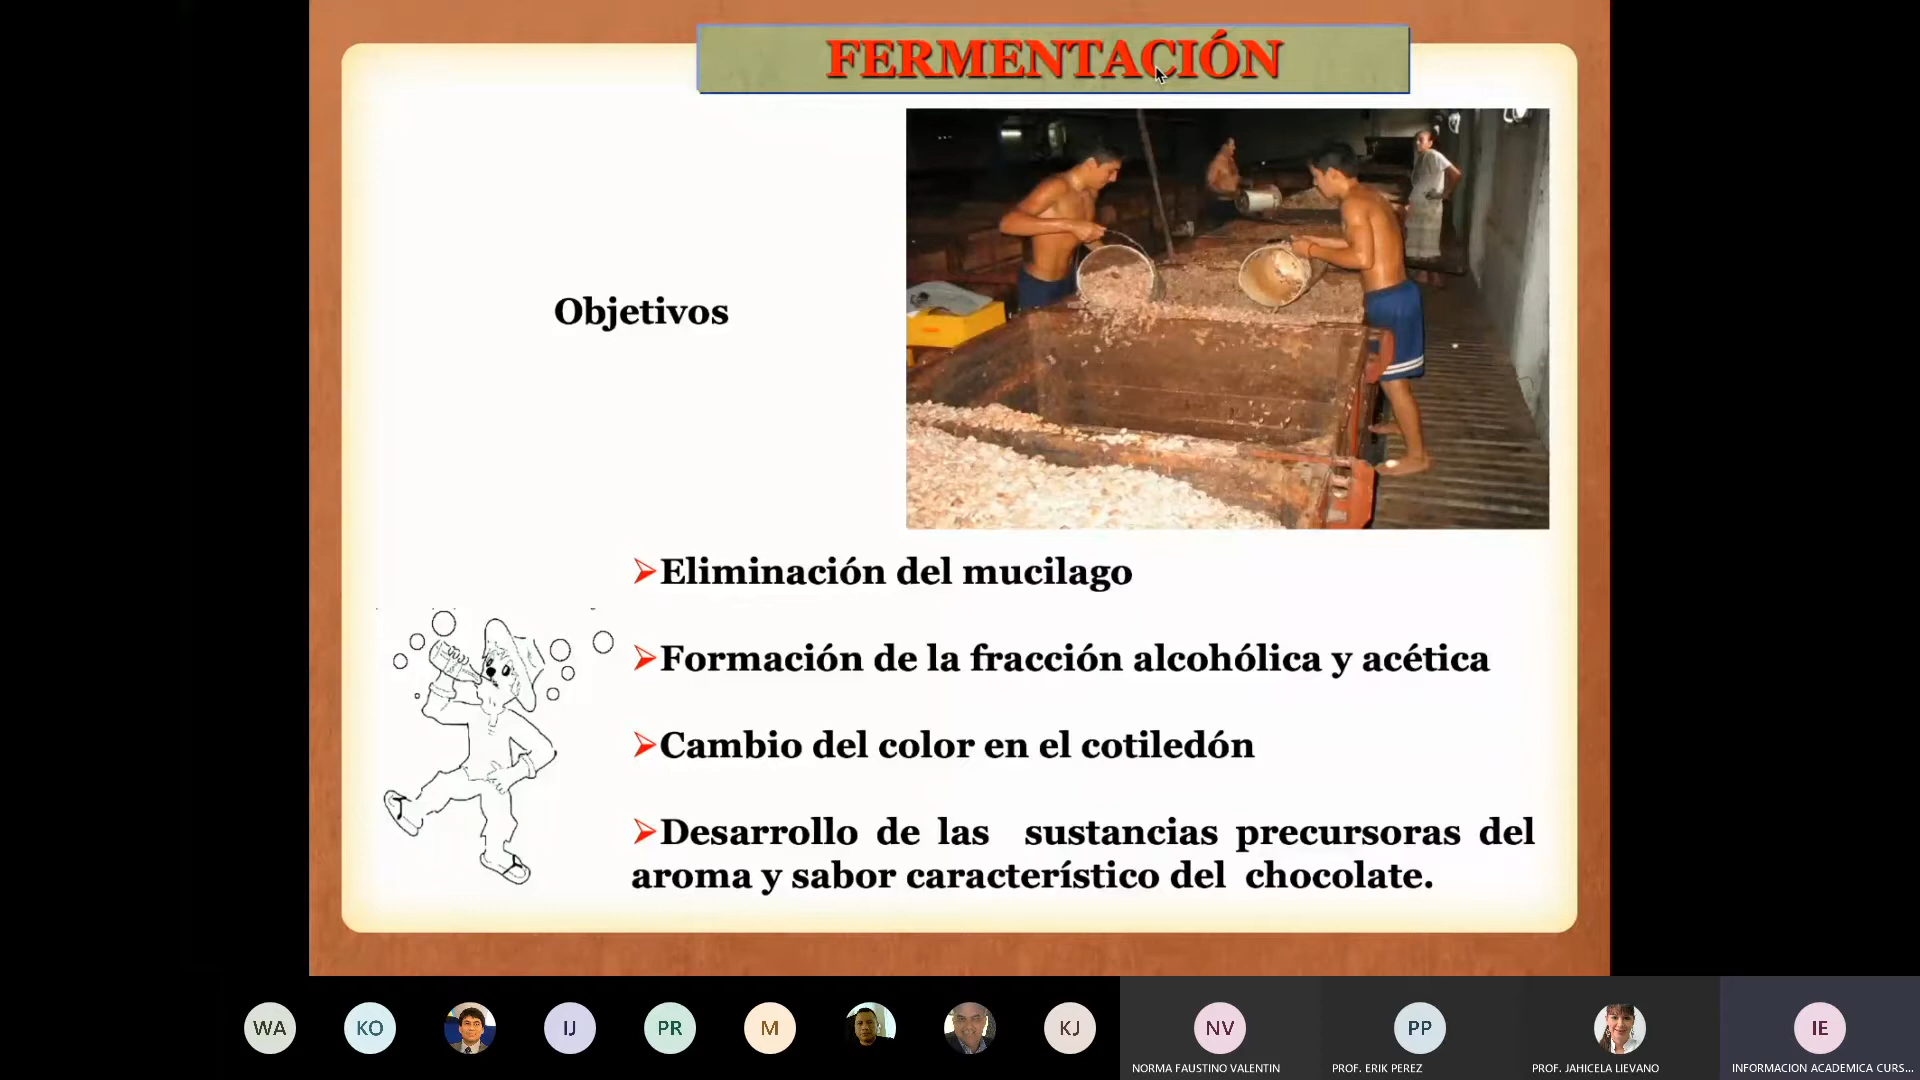 FERMENTACIÓN
Objetivos
➢Eliminación del mucilago
➢Formación de la fracción alcohólica y acética
➢Cambio del color en el cotiledón
➢Desarrollo de las sustancias precursoras del
aroma y sabor característico del chocolate.
WA
KO
IJ
PR
M
KJ
NV
PP
IE
NORMA FAUSTINO VALENTIN
PROF. ERIK PEREZ
PROF. JAHICELA LIEVANO
INFORMACION ACADEMICA CURS...